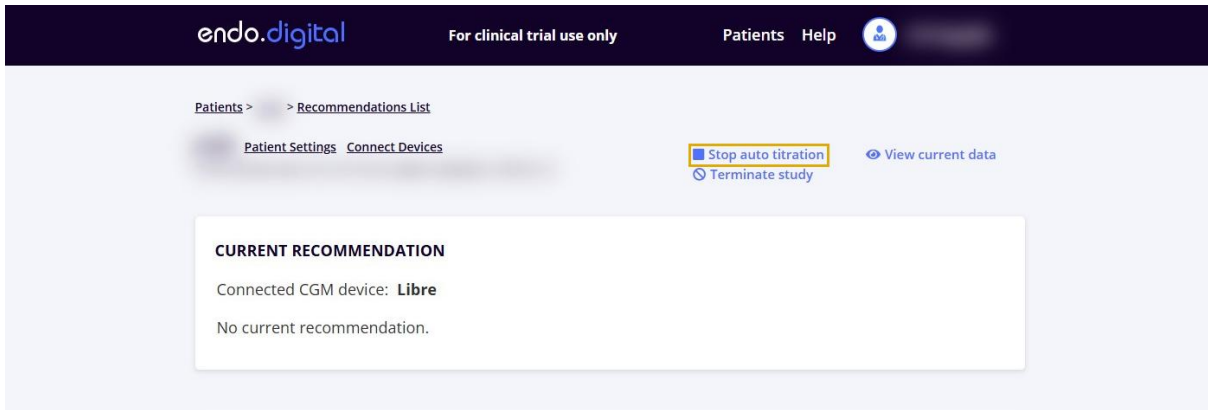 endo.digital For clinical trial use only Patients Help
Patients > > Recommendations List
Patient Settings Connect Devices
Stop auto titration View current data
Terminate study
CURRENT RECOMMENDATION
Connected CGM device: Libre
No current recommendation.